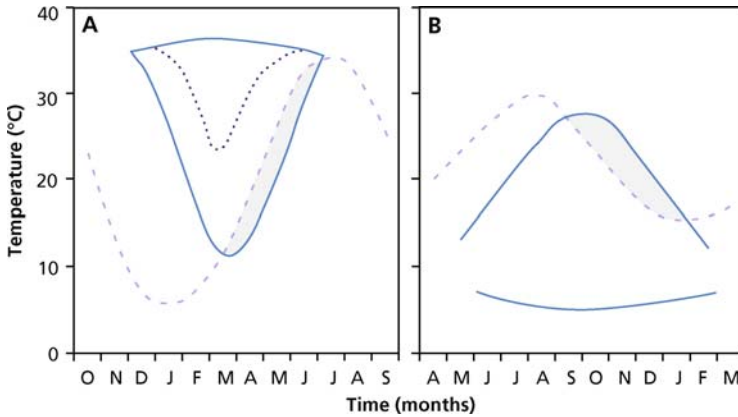 A
B
Temperature (°C)
40
30
20
10
0
O N D J F M A M J J A S
A M J J A S O N D J F M
Time (months)